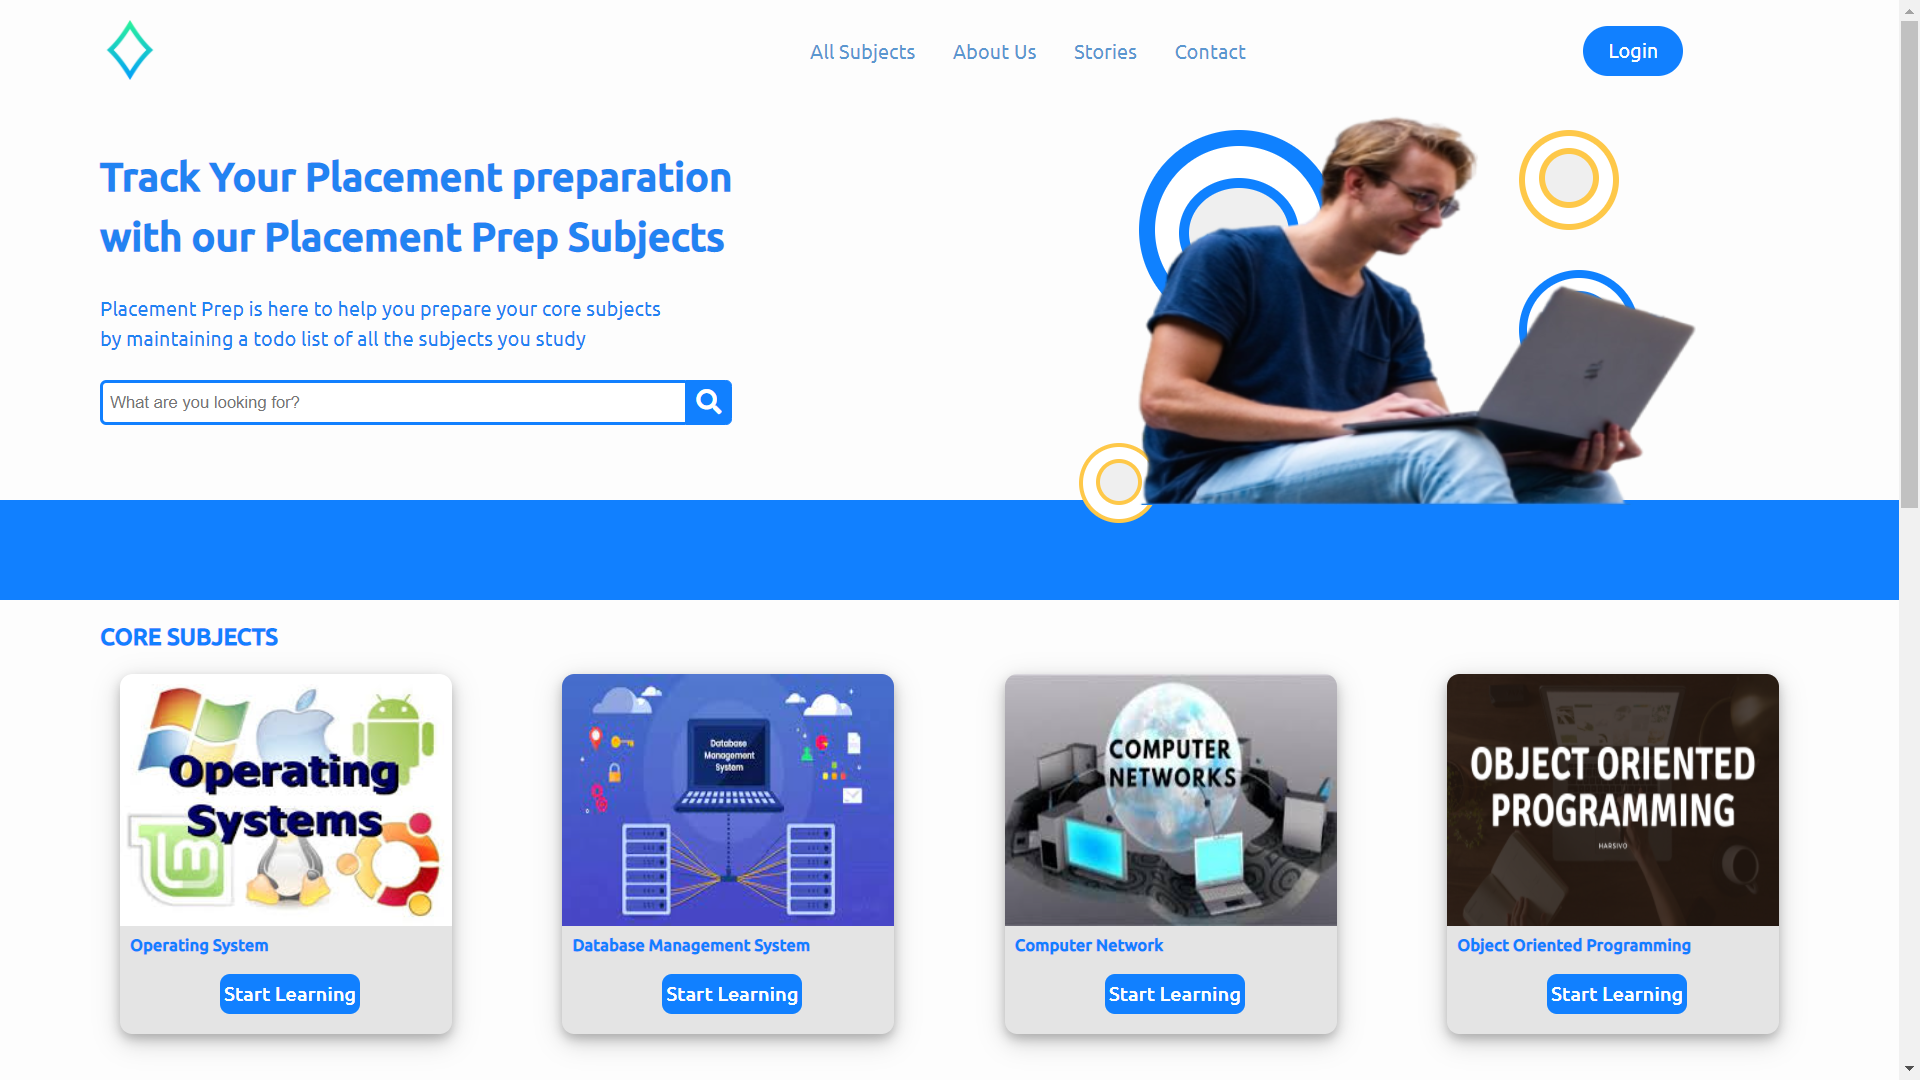 All Subjects About Us Stories Contact Login
Track Your Placement preparation
with our Placement Prep Subjects
Placement Prep is here to help you prepare your core subjects
by maintaining a todo list of all the subjects you study
What are you looking for?
CORE SUBJECTS
Operating
Systems
Operating System
Start Learning
Database
Management
System
Database Management System
Start Learning
COMPUTER
NETWORKS
Computer Network
Start Learning
OBJECT ORIENTED
PROGRAMMING
HARSIVO
Object Oriented Programming
Start Learning